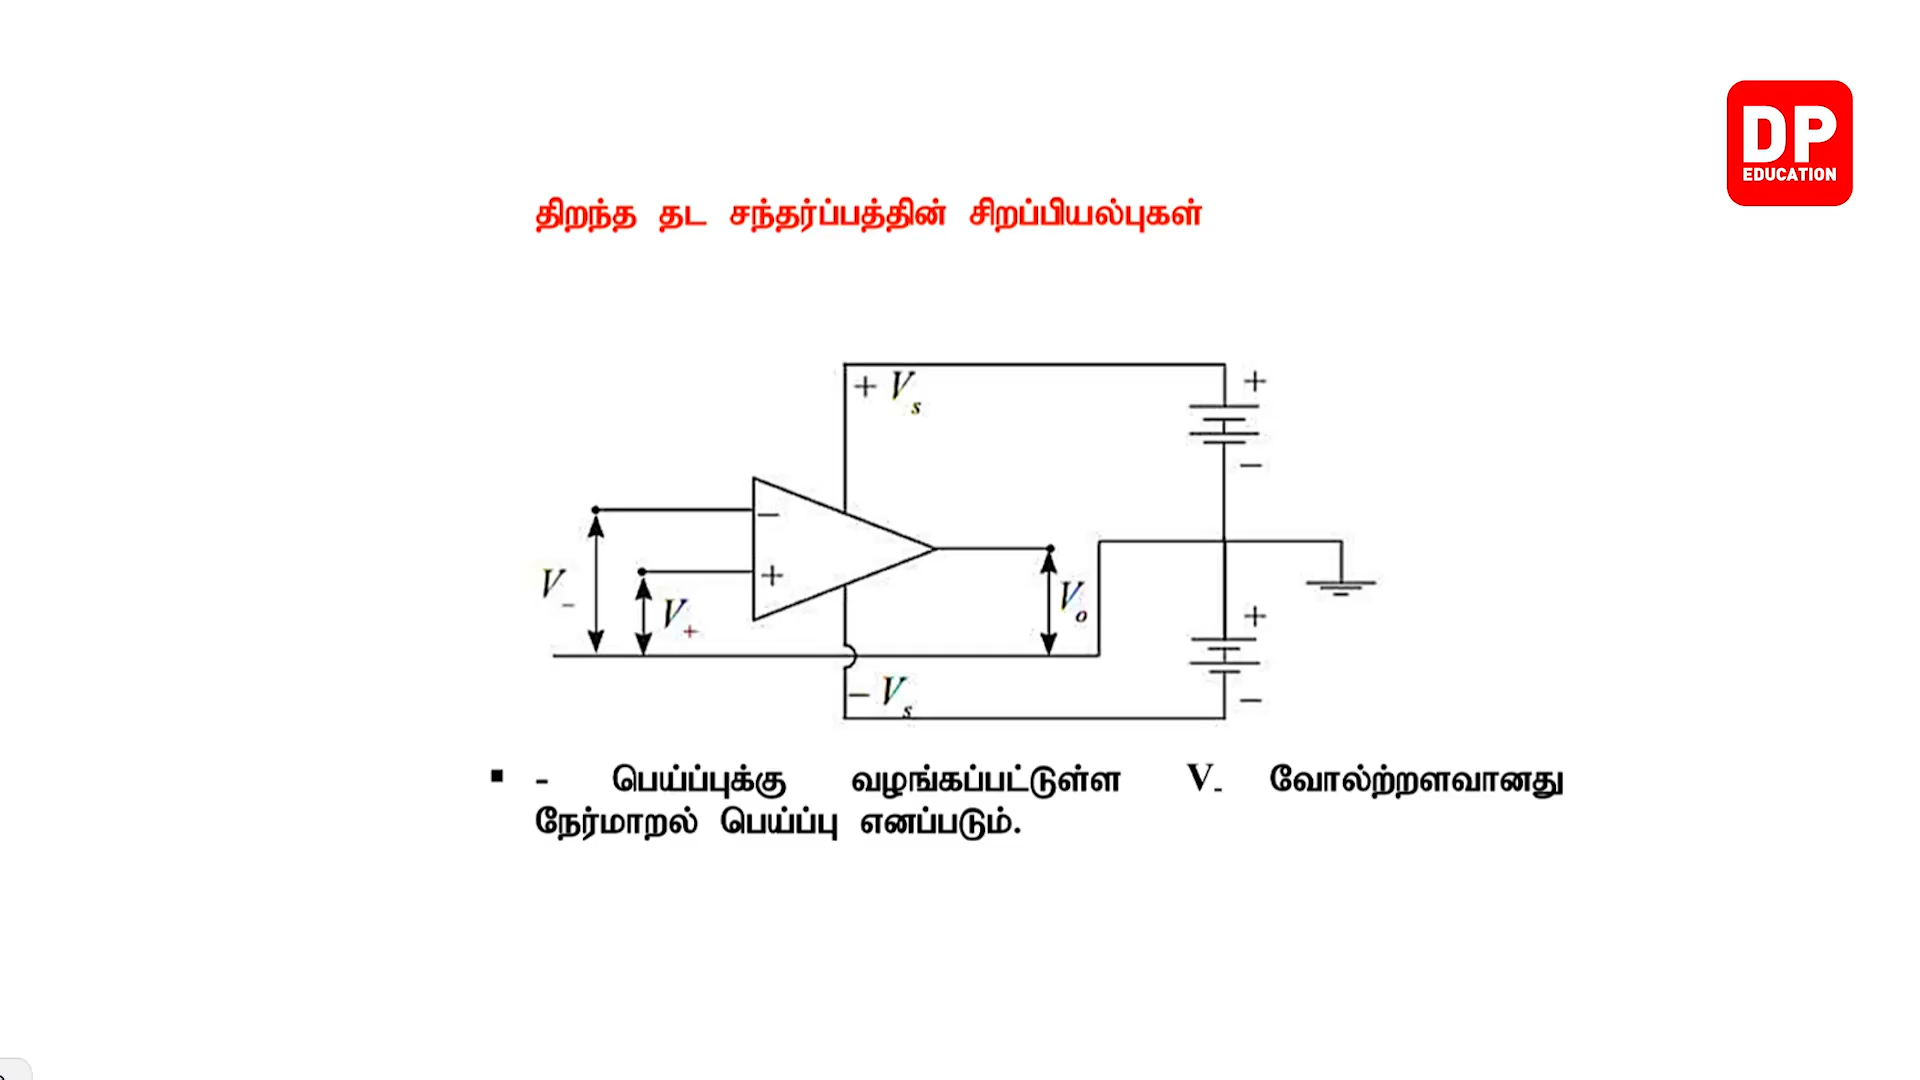 DP
EDUCATION
திறந்த தட சந்தர்ப்பத்தின் சிறப்பியல்புகள்
+ Vs
+
−
−
+
V−
V+
Vo
+
−
− Vs
▪ - பெய்ப்புக்கு வழங்கப்பட்டுள்ள V- வோல்ற்றளவானது
நேர்மாறல் பெய்ப்பு எனப்படும்.